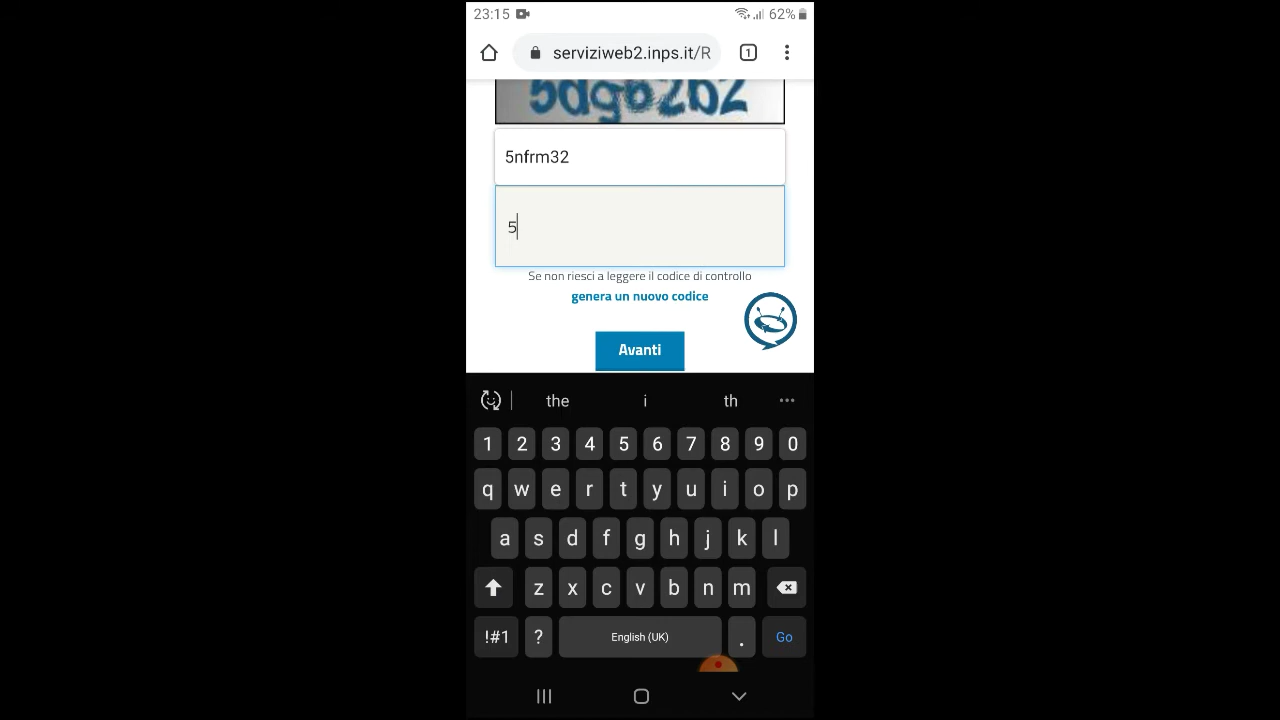 23:15 62%
serviziweb2.inps.it/R
1
5dgb2b2
5nfrm32
5
Se non riesci a leggere il codice di controllo
genera un nuovo codice
Avanti
the i th
1 2 3 4 5 6 7 8 9 0
q w e r t y u i o p
a s d f g h j k l
z x c v b n m
!#1 ? English (UK) . Go